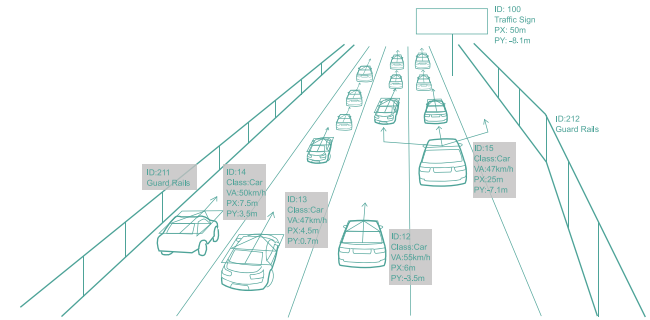 ID: 100
Traffic Sign
PX; 50m
PY: -8.1m
ID:212
Guard Rails
ID:211
Guard Rails
ID:14
Class:Car
VA:50km/h
PX:7.5m
PY;3,5m
ID:13
Class:Car
VA:47km/h
PX:4,5m
PY:0.7m
ID:15
Class:Car
VA:47km/h
PX:25m
PY:-7,1m
ID:12
Class:Car
VA:55km/h
PX:6m
PY:-3.5m